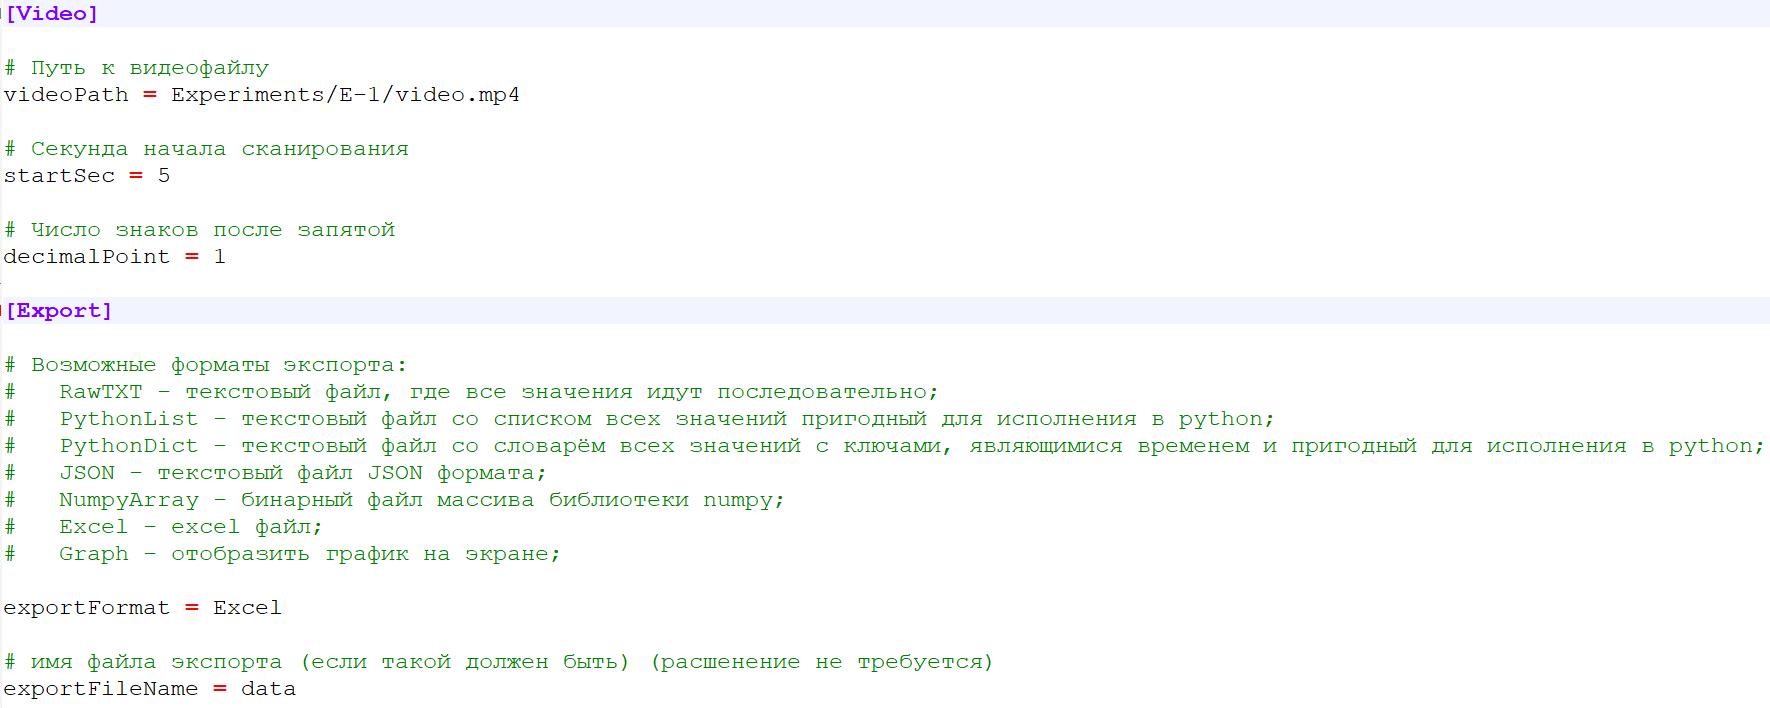 [Video]
# Путь к видеофайлу
videoPath = Experiments/E-1/video.mp4
# Секунда начала сканирования
startSec = 5
# Число знаков после запятой
decimalPoint = 1
[Export]
# Возможные форматы экспорта:
#   RawTXT - текстовый файл, где все значения идут последовательно;
#   PythonList - текстовый файл со списком всех значений пригодный для исполнения в python;
#   PythonDict - текстовый файл со словарём всех значений с ключами, являющимися временем и пригодный для исполнения в python;
#   JSON - текстовый файл JSON формата;
#   NumpyArray - бинарный файл массива библиотеки numpy;
#   Excel - excel файл;
#   Graph - отобразить график на экране;
exportFormat = Excel
# имя файла экспорта (если такой должен быть) (расшенение не требуется)
exportFileName = data